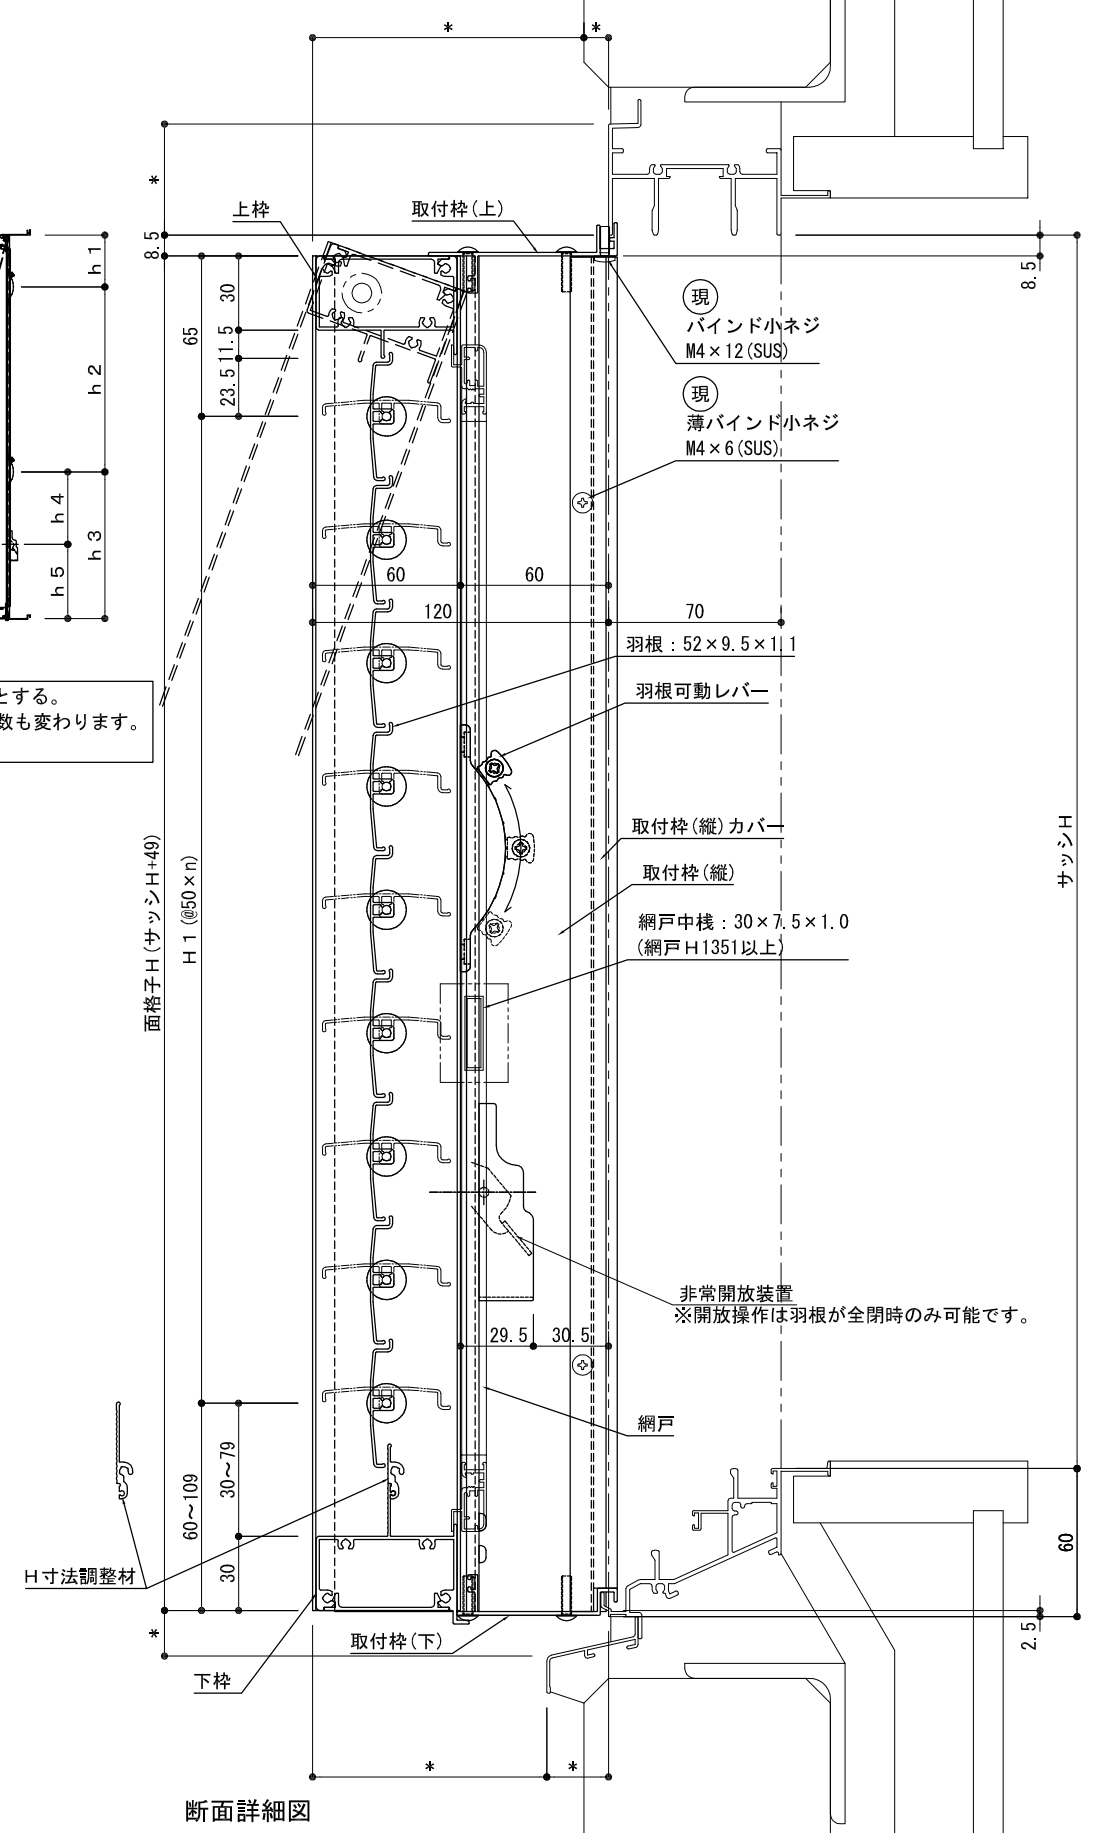 *
*
*
8.5
上枠
取付枠(上)
h1
h2
h3
h4
h5
65
30
11.5
23.5
8.5
現
バインド小ネジ
M4×12(SUS)
現
薄バインド小ネジ
M4×6(SUS)
60
60
120
70
羽根：52×9.5×1.1
羽根可動レバー
とする。
数も変わります。
取付枠(縦)カバー
取付枠(縦)
網戸中桟：30×7.5×1.0
(網戸H1351以上)
面格子H(サッシH+49)
H1(@50×n)
サッシH
非常開放装置
※開放操作は羽根が全閉時のみ可能です。
29.5
30.5
網戸
60～109
30～79
30
60
2.5
H寸法調整材
*
取付枠(下)
下枠
*
*
断面詳細図